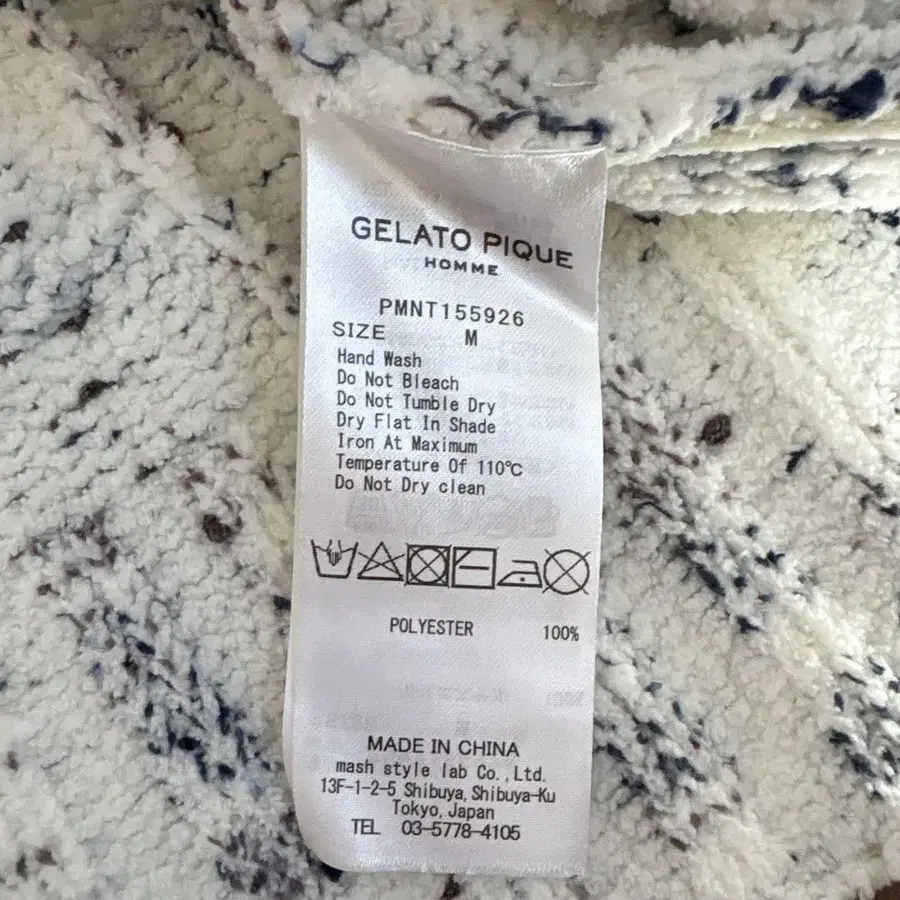 GELATO PIQUE
HOMME
PMNT155926
SIZE M
Hand Wash
Do Not Bleach
Do Not Tumble Dry
Dry Flat In Shade
Iron At Maximum
Temperature Of 110℃
Do Not Dry clean
POLYESTER 100%
MADE IN CHINA
mash style lab Co.,Ltd.
13F-1-2-5 Shibuya,Shibuya-Ku
Tokyo,Japan
TEL 03-5778-4105